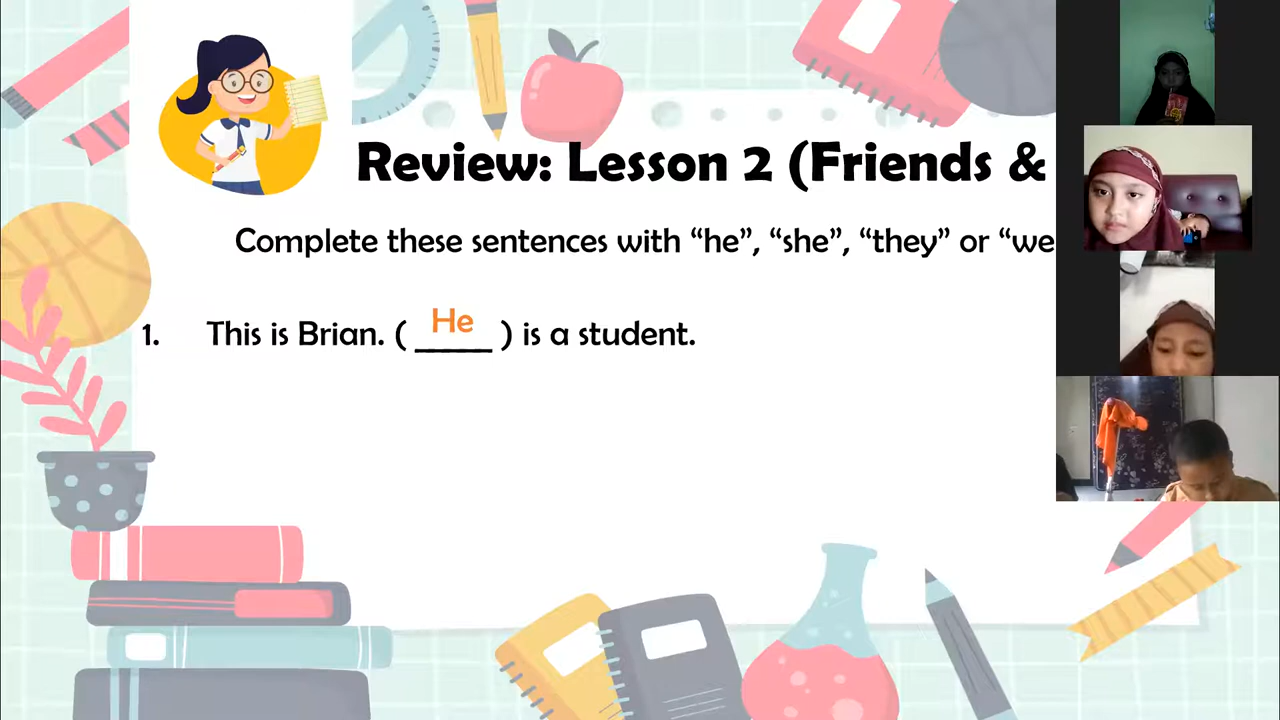 Review: Lesson 2 (Friends &
Complete these sentences with “he”, “she”, “they” or “we
1. This is Brian. ( He ) is a student.